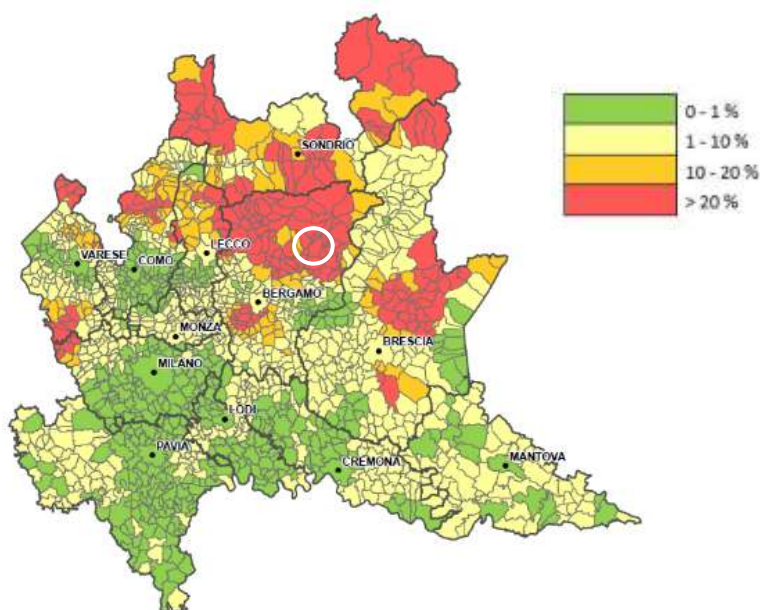 0 - 1 %
1 - 10 %
10 - 20 %
> 20 %
SONDRIO
LECCO
VARESE
COMO
BERGAMO
MONZA
BRESCIA
MILANO
LODI
PAVIA
CREMONA
MANTOVA